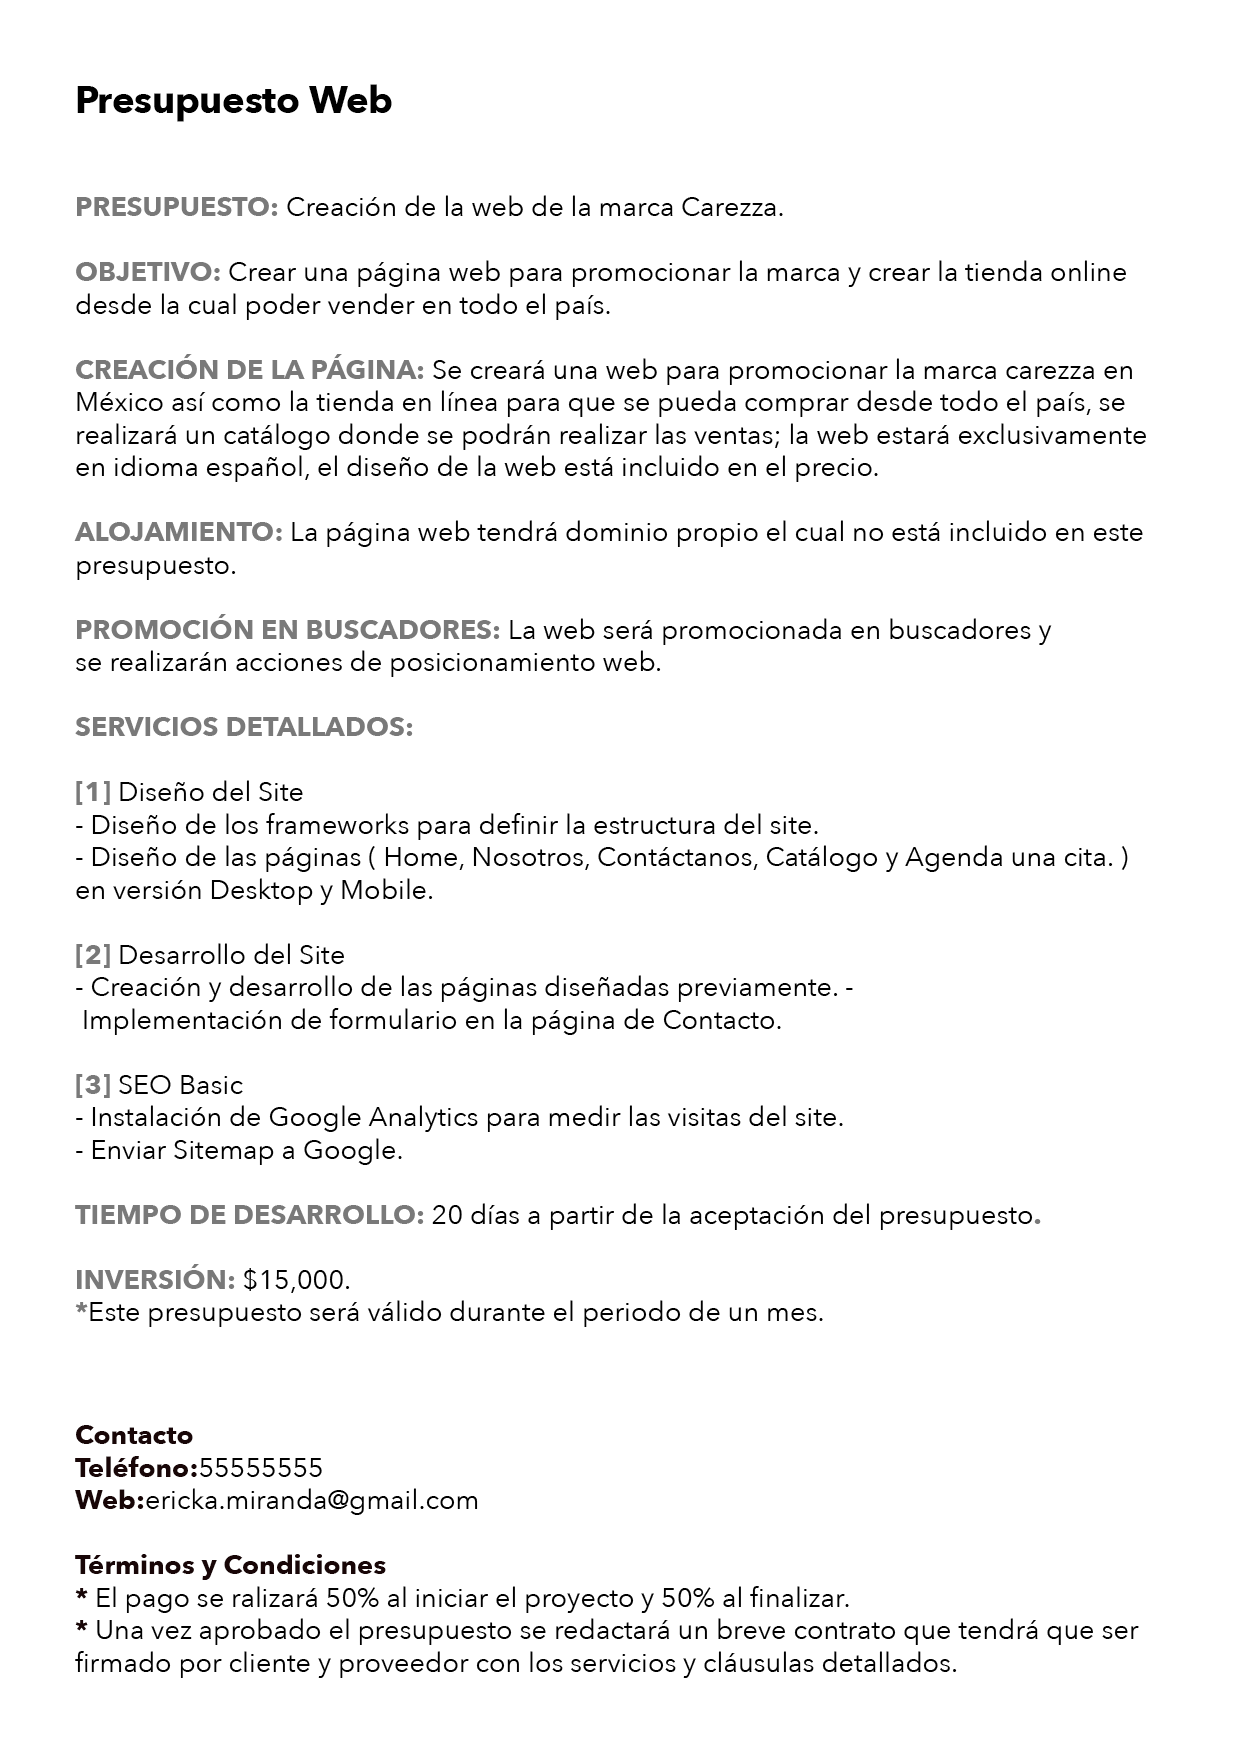 Presupuesto Web
PRESUPUESTO: Creación de la web de la marca Carezza.
OBJETIVO: Crear una página web para promocionar la marca y crear la tienda online
desde la cual poder vender en todo el país.
CREACIÓN DE LA PÁGINA: Se creará una web para promocionar la marca carezza en
México así como la tienda en línea para que se pueda comprar desde todo el país, se
realizará un catálogo donde se podrán realizar las ventas; la web estará exclusivamente
en idioma español, el diseño de la web está incluido en el precio.
ALOJAMIENTO: La página web tendrá dominio propio el cual no está incluido en este
presupuesto.
PROMOCIÓN EN BUSCADORES: La web será promocionada en buscadores y
se realizarán acciones de posicionamiento web.
SERVICIOS DETALLADOS:
[1] Diseño del Site
- Diseño de los frameworks para definir la estructura del site.
- Diseño de las páginas ( Home, Nosotros, Contáctanos, Catálogo y Agenda una cita. )
en versión Desktop y Mobile.
[2] Desarrollo del Site
- Creación y desarrollo de las páginas diseñadas previamente. -
Implementación de formulario en la página de Contacto.
[3] SEO Basic
- Instalación de Google Analytics para medir las visitas del site.
- Enviar Sitemap a Google.
TIEMPO DE DESARROLLO: 20 días a partir de la aceptación del presupuesto.
INVERSIÓN: $15,000.
*Este presupuesto será válido durante el periodo de un mes.
Contacto
Teléfono:55555555
Web:ericka.miranda@gmail.com
Términos y Condiciones
* El pago se ralizará 50% al iniciar el proyecto y 50% al finalizar.
* Una vez aprobado el presupuesto se redactará un breve contrato que tendrá que ser
firmado por cliente y proveedor con los servicios y cláusulas detallados.